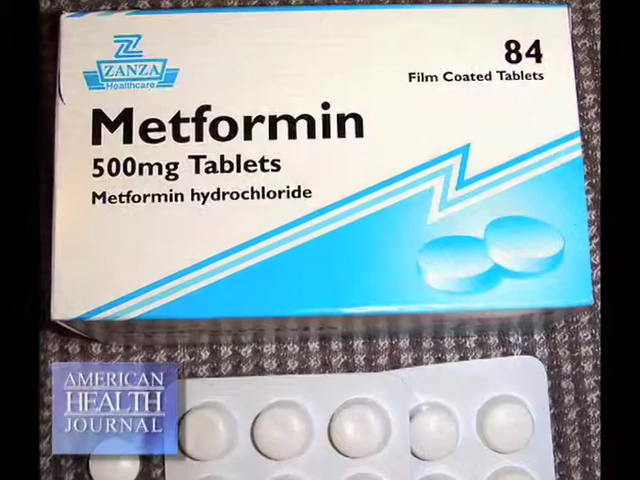 ZANZA
Healthcare
84
Film Coated Tablets
Metformin
500mg Tablets
Metformin hydrochloride
AMERICAN
HEALTH
JOURNAL